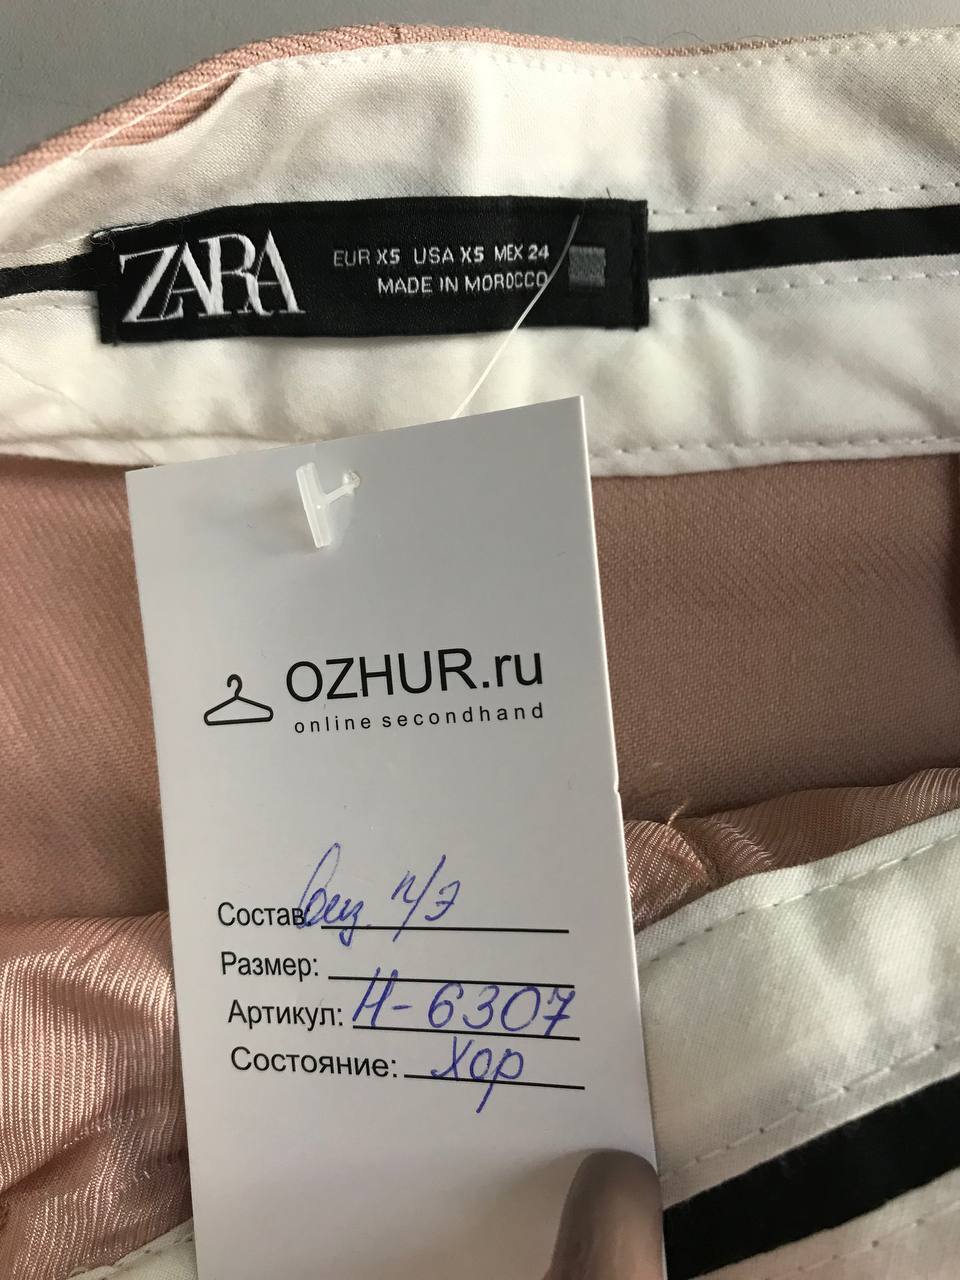 ZARA
EUR XS USA XS MEX 24
MADE IN MOROCCO
OZHUR.ru
online secondhand
Состав: Виз. п/э
Размер:
Артикул: Н-6307
Состояние: Хор